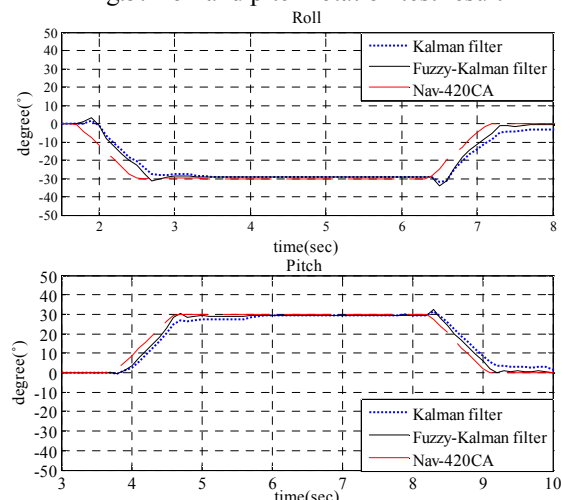 Roll
50
40
30
20
10
0
-10
-20
-30
-40
-50
degree(°)
Kalman filter
Fuzzy-Kalman filter
Nav-420CA
2 3 4 5 6 7 8
time(sec)
Pitch
50
40
30
20
10
0
-10
-20
-30
-40
-50
degree(°)
Kalman filter
Fuzzy-Kalman filter
Nav-420CA
3 4 5 6 7 8 9 10
time(sec)